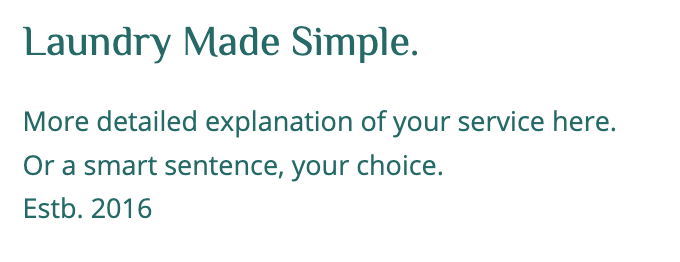 Laundry Made Simple.
More detailed explanation of your service here.
Or a smart sentence, your choice.
Estb. 2016